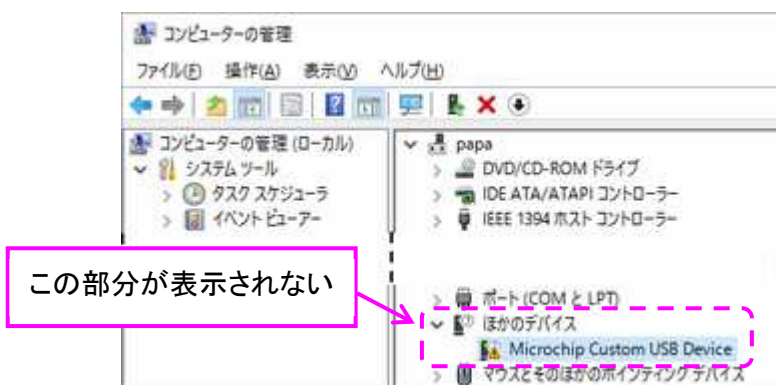 コンピューターの管理
ファイル(F) 操作(A) 表示(V) ヘルプ(H)
コンピューターの管理 (ローカル)
システム ツール
タスク スケジューラ
イベント ビューアー
papa
DVD/CD-ROM ドライブ
IDE ATA/ATAPI コントローラー
IEEE 1394 ホスト コントローラー
この部分が表示されない
ポート (COM と LPT)
ほかのデバイス
Microchip Custom USB Device
マウスとそのほかのポインティング デバイス